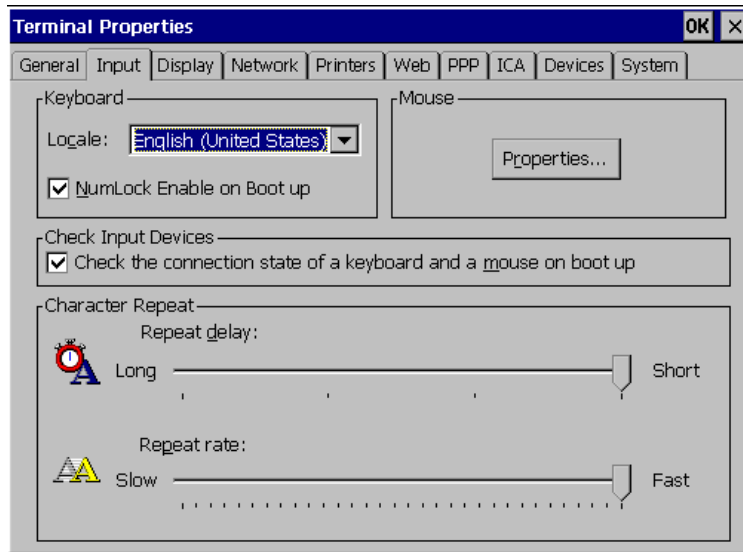 Terminal Properties OK ×
General Input Display Network Printers Web PPP ICA Devices System
Keyboard
Locale: English (United States)
NumLock Enable on Boot up
Mouse
Properties...
Check Input Devices
Check the connection state of a keyboard and a mouse on boot up
Character Repeat
Repeat delay:
Long Short
Repeat rate:
Slow Fast